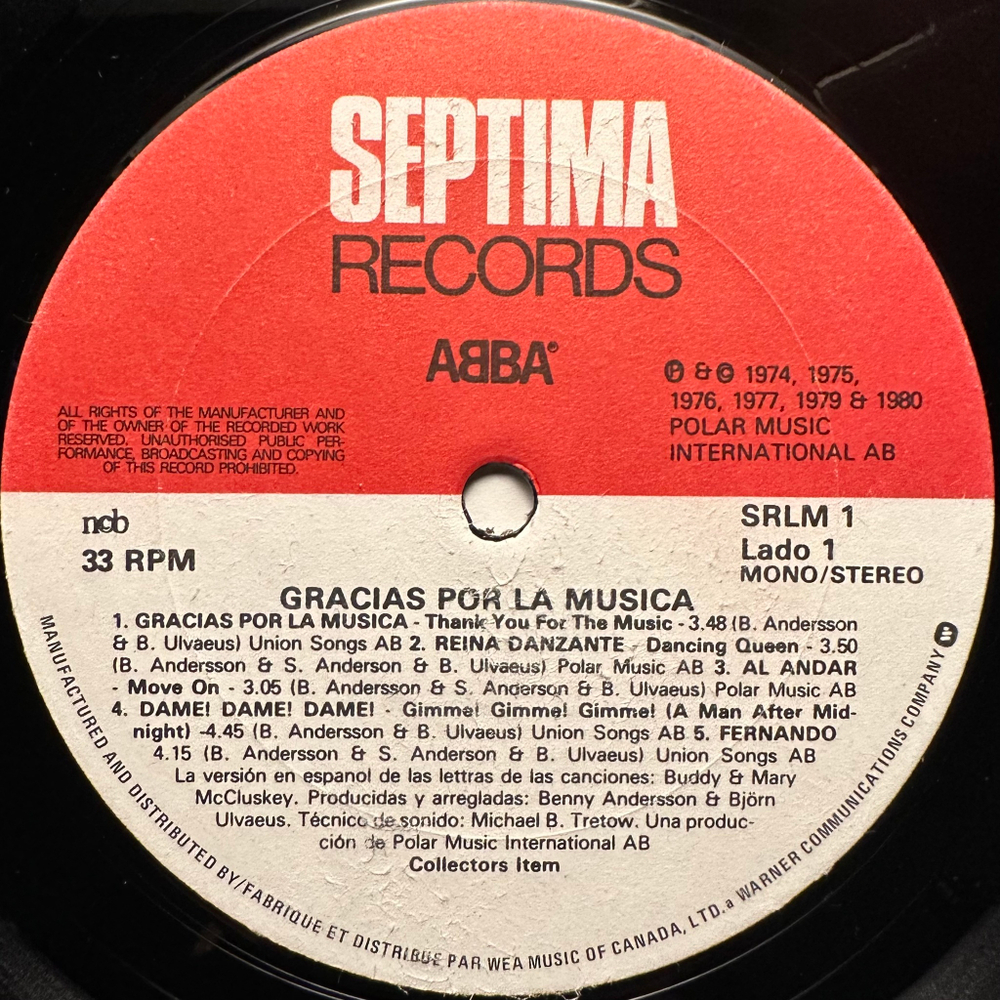 SEPTIMA
RECORDS
ABBA®
ALL RIGHTS OF THE MANUFACTURER AND
OF THE OWNER OF THE RECORDED WORK
RESERVED. UNAUTHORISED PUBLIC PER-
FORMANCE, BROADCASTING AND COPYING
OF THIS RECORD PROHIBITED.
℗ & © 1974, 1975,
1976, 1977, 1979 & 1980
POLAR MUSIC
INTERNATIONAL AB
ncb
33 RPM
SRLM 1
Lado 1
MONO/STEREO
GRACIAS POR LA MUSICA
1. GRACIAS POR LA MUSICA - Thank You For The Music - 3.48 (B. Andersson
& B. Ulvaeus) Union Songs AB 2. REINA DANZANTE - Dancing Queen - 3.50
(B. Andersson & S. Anderson & B. Ulvaeus) Polar Music AB 3. AL ANDAR
- Move On - 3.05 (B. Andersson & S. Anderson & B. Ulvaeus) Polar Music AB
4. DAME! DAME! DAME! - Gimme! Gimme! Gimme! (A Man After Mid-
night) -4.45 (B. Andersson & B. Ulvaeus) Union Songs AB 5. FERNANDO
4.15 (B. Andersson & S. Anderson & B. Ulvaeus) Union Songs AB
La versión en espanol de las letras de las canciones: Buddy & Mary
McCluskey. Producidas y arregladas: Benny Andersson & Björn
Ulvaeus. Técnico de sonido: Michael B. Tretow. Una produc-
ción de Polar Music International AB
Collectors Item
MANUFACTURED AND DISTRIBUTED BY/FABRIQUE ET DISTRIBUE PAR WEA MUSIC OF CANADA, LTD. a WARNER COMMUNICATIONS COMPANY